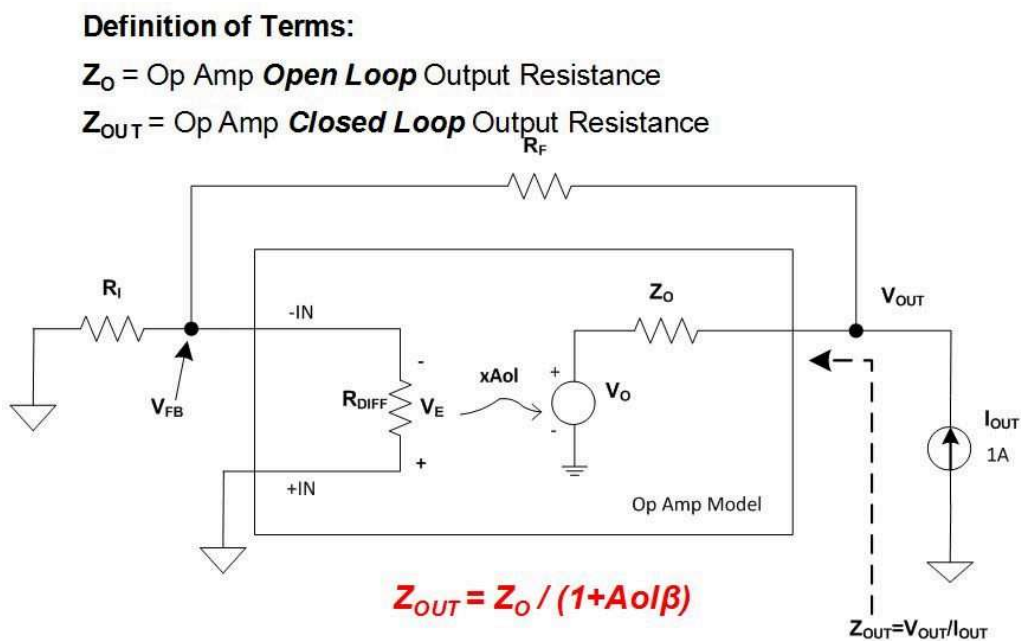 Definition of Terms:
Z_O = Op Amp Open Loop Output Resistance
Z_OUT = Op Amp Closed Loop Output Resistance
R_F
R_I
-IN
Z_O
V_OUT
V_FB
R_DIFF
-
V_E
+
xAol
+
-
V_O
I_OUT
1A
+IN
Op Amp Model
Z_OUT = Z_O / (1+Aolβ)
Z_OUT=V_OUT/I_OUT